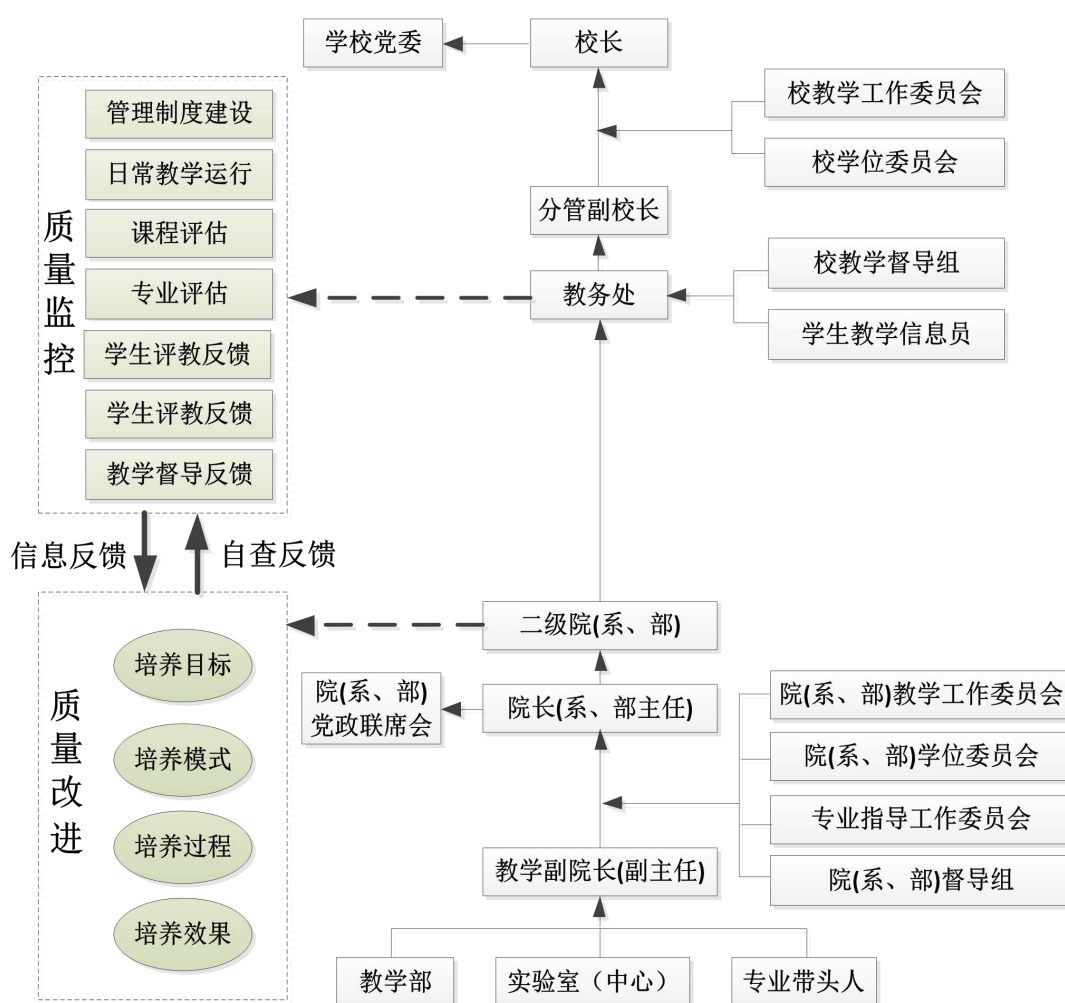 学校党委
校长
管理制度建设
日常教学运行
课程评估
专业评估
学生评教反馈
学生评教反馈
教学督导反馈
质量监控
校教学工作委员会
校学位委员会
分管副校长
教务处
校教学督导组
学生教学信息员
信息反馈
自查反馈
二级院(系、部)
院(系、部)
党政联席会
院长(系、部主任)
院(系、部)教学工作委员会
院(系、部)学位委员会
专业指导工作委员会
院(系、部)督导组
教学副院长(副主任)
质量改进
培养目标
培养模式
培养过程
培养效果
教学部
实验室（中心）
专业带头人